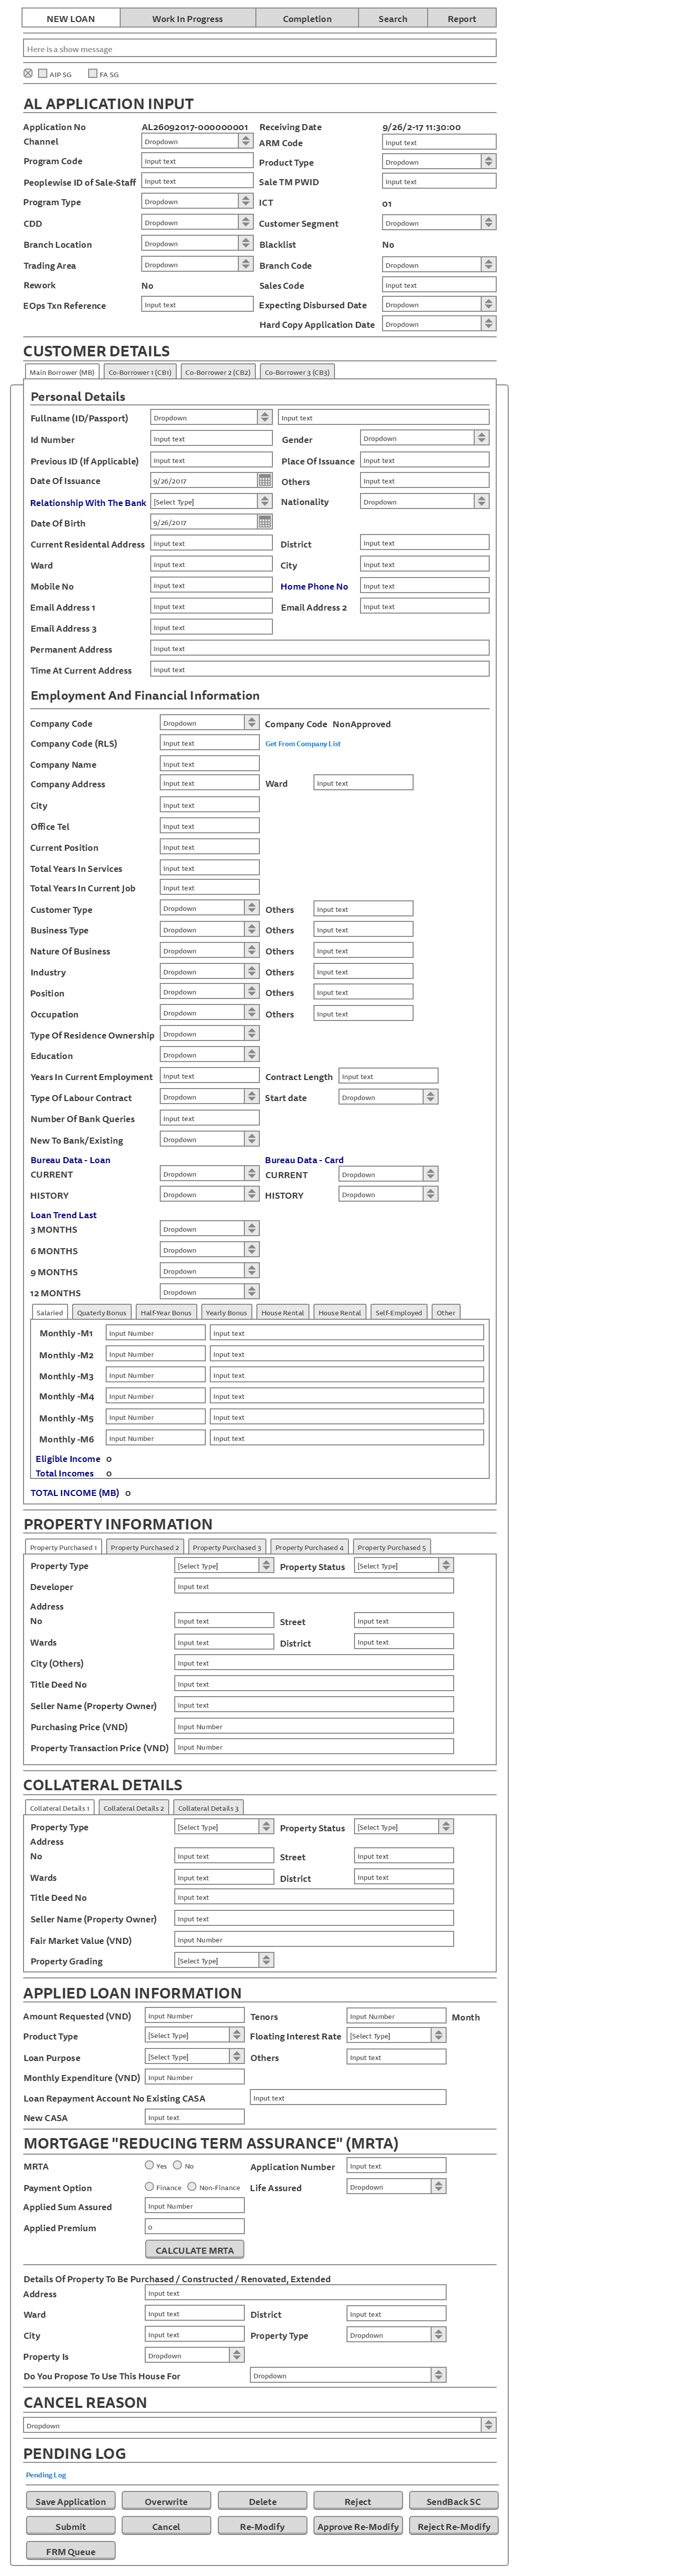 NEW LOAN Work In Progress Completion Search Report
Here is a show message
AIP SG FA SG
AL APPLICATION INPUT
Application No AL26092017-000000001 Receiving Date 9/26/2-17 11:30:00
Channel Dropdown ARM Code Input text
Program Code Input text Product Type Dropdown
Peoplewise ID of Sale-Staff Input text Sale TM PWID Input text
Program Type Dropdown ICT 01
CDD Dropdown Customer Segment Dropdown
Branch Location Dropdown Blacklist No
Trading Area Dropdown Branch Code Dropdown
Rework No Sales Code Input text
EOps Txn Reference Input text Expecting Disbursed Date Dropdown
Hard Copy Application Date Dropdown
CUSTOMER DETAILS
Main Borrower (MB) Co-Borrower 1 (CB1) Co-Borrower 2 (CB2) Co-Borrower 3 (CB3)
Personal Details
Fullname (ID/Passport) Dropdown Input text
Id Number Input text Gender Dropdown
Previous ID (If Applicable) Input text Place Of Issuance Input text
Date Of Issuance 9/26/2017 Others Input text
Relationship With The Bank [Select Type] Nationality Dropdown
Date Of Birth 9/26/2017
Current Residental Address Input text District Input text
Ward Input text City Input text
Mobile No Input text Home Phone No Input text
Email Address 1 Input text Email Address 2 Input text
Email Address 3 Input text
Permanent Address Input text
Time At Current Address Input text
Employment And Financial Information
Company Code Dropdown Company Code NonApproved
Company Code (RLS) Input text Get From Company List
Company Name Input text
Company Address Input text Ward Input text
City Input text
Office Tel Input text
Current Position Input text
Total Years In Services Input text
Total Years In Current Job Input text
Customer Type Dropdown Others Input text
Business Type Dropdown Others Input text
Nature Of Business Dropdown Others Input text
Industry Dropdown Others Input text
Position Dropdown Others Input text
Occupation Dropdown Others Input text
Type Of Residence Ownership Dropdown
Education Dropdown
Years In Current Employment Input text Contract Length Input text
Type Of Labour Contract Dropdown Start date Dropdown
Number Of Bank Queries Input text
New To Bank/Existing Dropdown
Bureau Data - Loan Bureau Data - Card
CURRENT Dropdown CURRENT Dropdown
HISTORY Dropdown HISTORY Dropdown
Loan Trend Last
3 MONTHS Dropdown
6 MONTHS Dropdown
9 MONTHS Dropdown
12 MONTHS Dropdown
Salaried Quaterly Bonus Half-Year Bonus Yearly Bonus House Rental House Rental Self-Employed Other
Monthly -M1 Input Number Input text
Monthly -M2 Input Number Input text
Monthly -M3 Input Number Input text
Monthly -M4 Input Number Input text
Monthly -M5 Input Number Input text
Monthly -M6 Input Number Input text
Eligible Income 0
Total Incomes 0
TOTAL INCOME (MB) 0
PROPERTY INFORMATION
Property Purchased 1 Property Purchased 2 Property Purchased 3 Property Purchased 4 Property Purchased 5
Property Type [Select Type] Property Status [Select Type]
Developer Input text
Address
No Input text Street Input text
Wards Input text District Input text
City (Others) Input text
Title Deed No Input text
Seller Name (Property Owner) Input text
Purchasing Price (VND) Input Number
Property Transaction Price (VND) Input Number
COLLATERAL DETAILS
Collateral Details 1 Collateral Details 2 Collateral Details 3
Property Type [Select Type] Property Status [Select Type]
Address
No Input text Street Input text
Wards Input text District Input text
Title Deed No Input text
Seller Name (Property Owner) Input text
Fair Market Value (VND) Input Number
Property Grading [Select Type]
APPLIED LOAN INFORMATION
Amount Requested (VND) Input Number Tenors Input Number Month
Product Type [Select Type] Floating Interest Rate [Select Type]
Loan Purpose [Select Type] Others Input text
Monthly Expenditure (VND) Input Number
Loan Repayment Account No Existing CASA Input text
New CASA Input text
MORTGAGE "REDUCING TERM ASSURANCE" (MRTA)
MRTA Yes No Application Number Input text
Payment Option Finance Non-Finance Life Assured Dropdown
Applied Sum Assured Input Number
Applied Premium 0
CALCULATE MRTA
Details Of Property To Be Purchased / Constructed / Renovated, Extended
Address Input text
Ward Input text District Input text
City Input text Property Type Dropdown
Property Is Dropdown
Do You Propose To Use This House For Dropdown
CANCEL REASON
Dropdown
PENDING LOG
Pending Log
Save Application Overwrite Delete Reject SendBack SC
Submit Cancel Re-Modify Approve Re-Modify Reject Re-Modify
FRM Queue